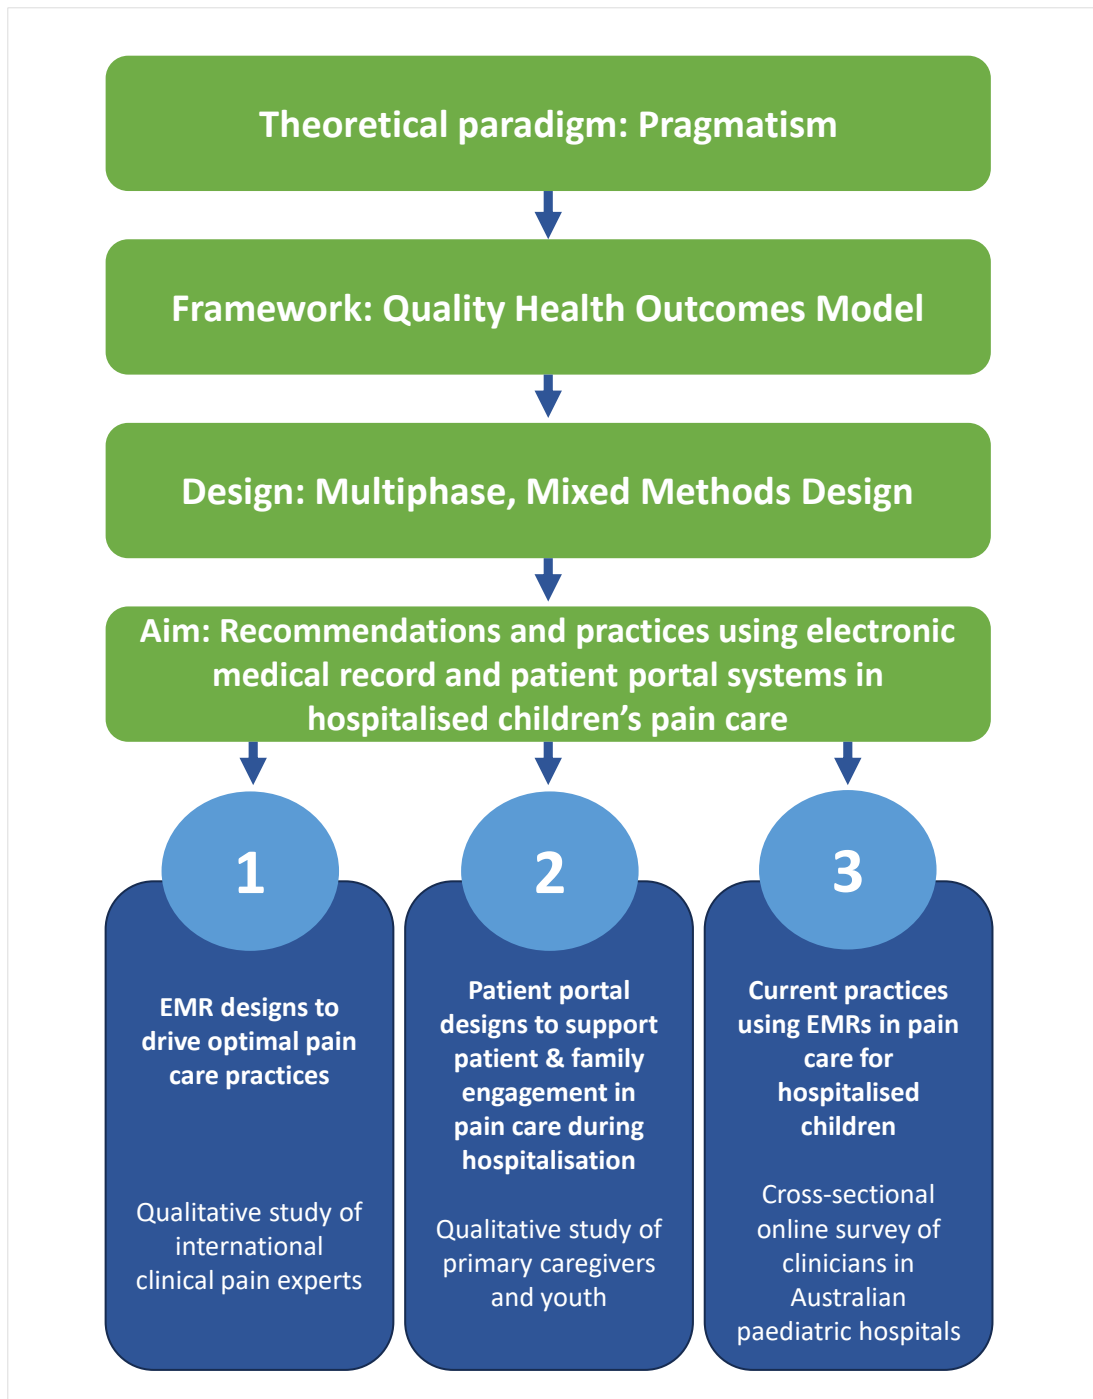 Theoretical paradigm: Pragmatism
Framework: Quality Health Outcomes Model
Design: Multiphase, Mixed Methods Design
Aim: Recommendations and practices using electronic
medical record and patient portal systems in
hospitalised children’s pain care
1
EMR designs to
drive optimal pain
care practices
Qualitative study of
international
clinical pain experts
2
Patient portal
designs to support
patient & family
engagement in
pain care during
hospitalisation
Qualitative study of
primary caregivers
and youth
3
Current practices
using EMRs in pain
care for
hospitalised
children
Cross-sectional
online survey of
clinicians in
Australian
paediatric hospitals